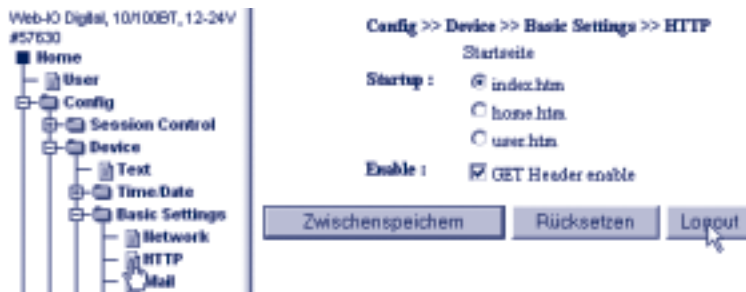 Web-IO Digital, 10/100BT, 12-24V
#57630
Home
User
Config
Session Control
Device
Text
Time/Date
Basic Settings
Network
HTTP
Mail
Config >> Device >> Basic Settings >> HTTP
Startseite
Startup : index.htm
home.htm
user.htm
Enable : GET Header enable
Zwischenspeichern Rücksetzen Logout